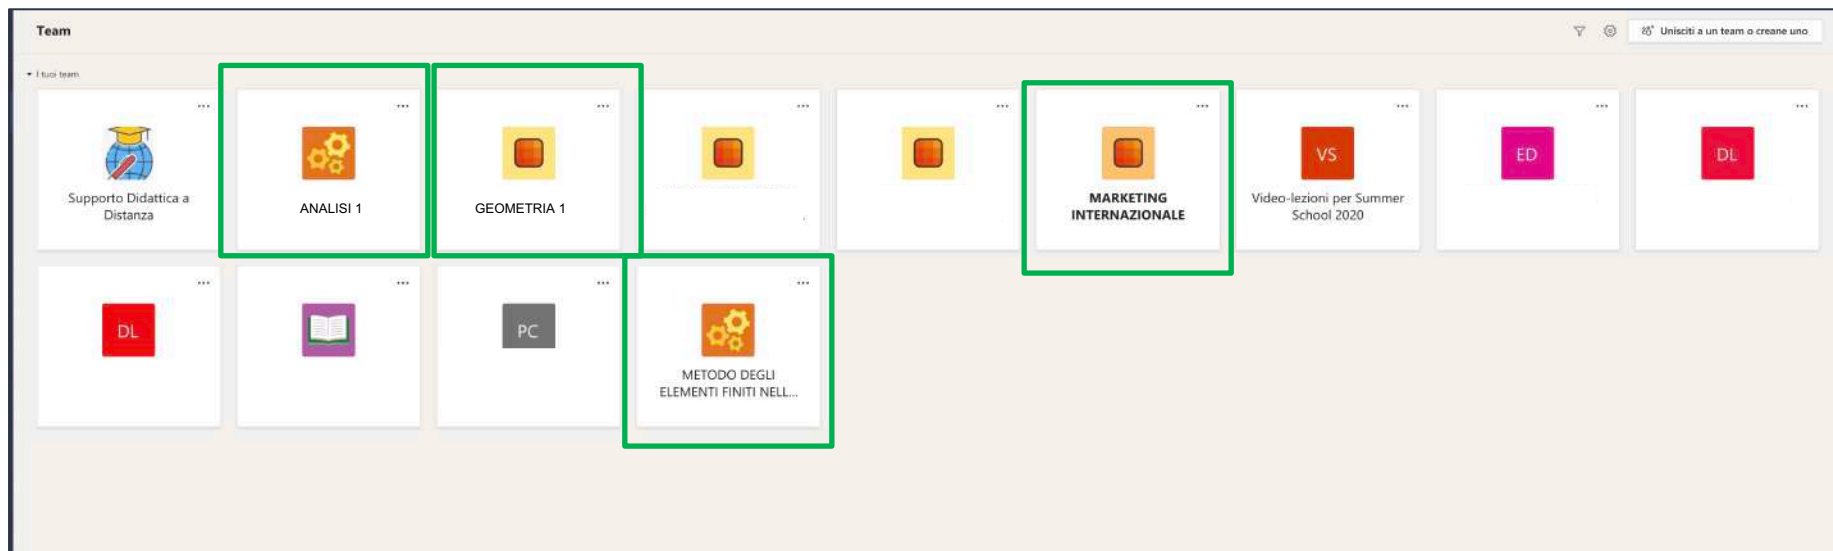 Team
Unisciti a un team o creane uno
I tuoi team
Supporto Didattica a
Distanza
ANALISI 1
GEOMETRIA 1
MARKETING
INTERNAZIONALE
VS
Video-lezioni per Summer
School 2020
ED
DL
DL
PC
METODO DEGLI
ELEMENTI FINITI NELL...